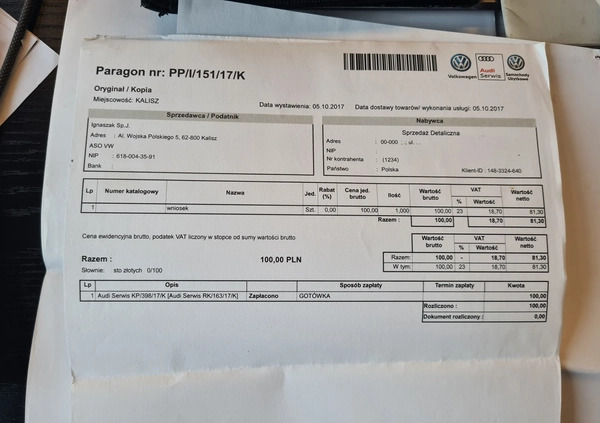 Paragon nr: PP/I/151/17/K
Volkswagen
Audi Serwis
Samochody Użytkowe
Oryginał / Kopia
Miejscowość: KALISZ
Data wystawienia: 05.10.2017
Data dostawy towarów/ wykonania usługi: 05.10.2017
Sprzedawca / Podatnik
Ignaszak Sp.J.
Adres : Al. Wojska Polskiego 5, 62-800 Kalisz
ASO VW
NIP : 618-004-35-91
Bank :
Nabywca
Sprzedaż Detaliczna
Adres : 00-000 ; ; ul. .
NIP :
Nr kontrahenta : (1234)
Państwo : Polska Klient-ID : 148-3324-640
Lp Numer katalogowy Nazwa Jed. Rabat (%) Cena jed. brutto Ilość Wartość brutto VAT % Wartość Wartość netto
1 wniosek Szt. 0,00 100,00 1,000 100,00 23 18,70 81,30
Razem : 100,00 18,70 81,30
Cena ewidencyjna brutto, podatek VAT liczony w stopce od sumy wartości brutto
Wartość brutto VAT % Wartość Wartość netto
Razem: 100,00 - 18,70 81,30
W tym: 100,00 23 18,70 81,30
Razem : 100,00 PLN
Słownie: sto złotych 0/100
Lp Opis Sposób zapłaty Termin zapłaty Kwota
1 Audi Serwis KP/398/17/K [Audi Serwis RK/163/17/K] Zapłacono GOTÓWKA 100,00
Rozliczono : 100,00
Dokument rozliczony : 0,00